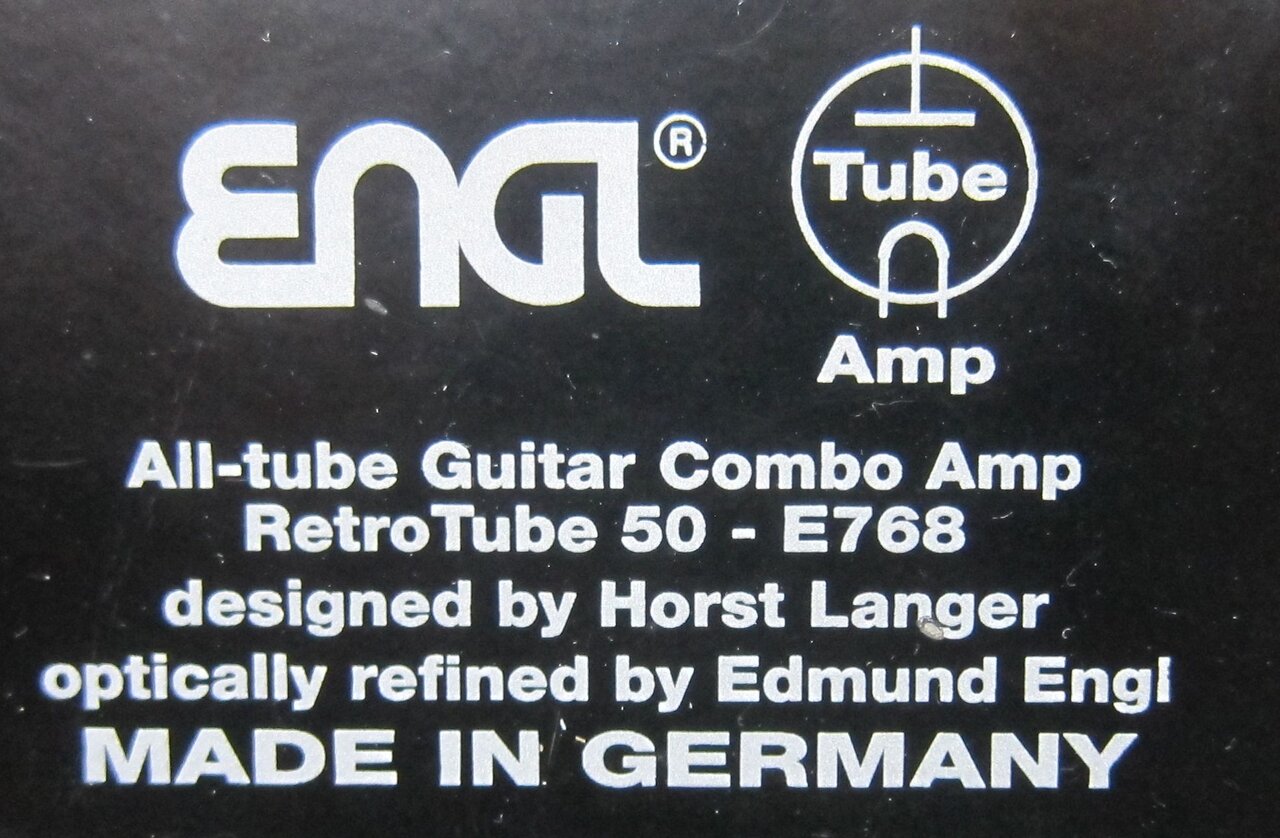 ENGL®
Tube
Amp
All-tube Guitar Combo Amp
RetroTube 50 - E768
designed by Horst Langer
optically refined by Edmund Engl
MADE IN GERMANY